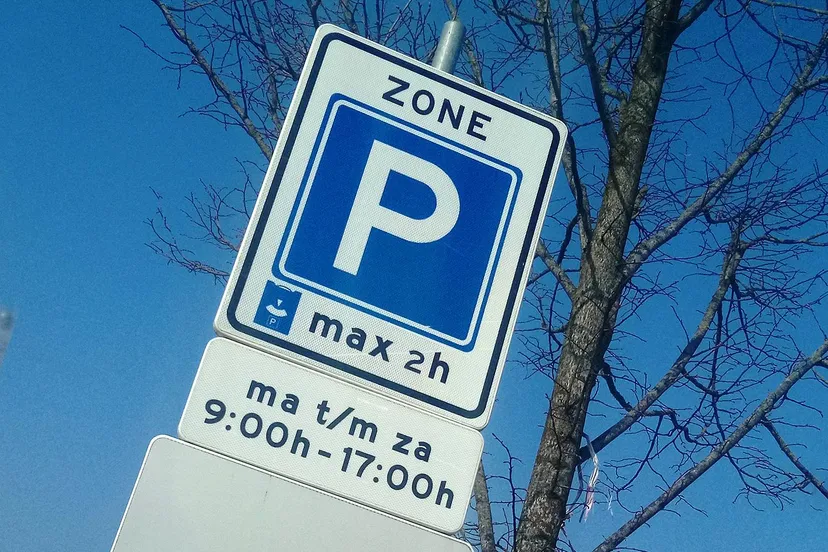 ZONE
P
P
max 2h
ma t/m za
9:00h-17:00h